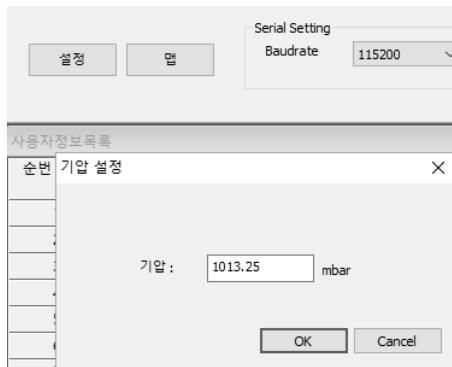 Serial Setting
설정
맵
Baudrate
115200
사용자정보목록
순번
기압 설정
기압 :
1013.25
mbar
OK
Cancel